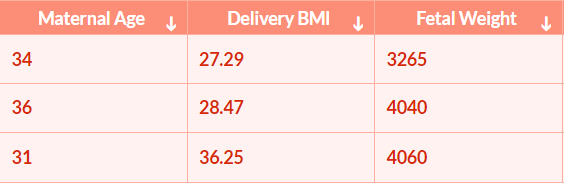 Maternal Age ↓ Delivery BMI ↓ Fetal Weight ↓
34 27.29 3265
36 28.47 4040
31 36.25 4060